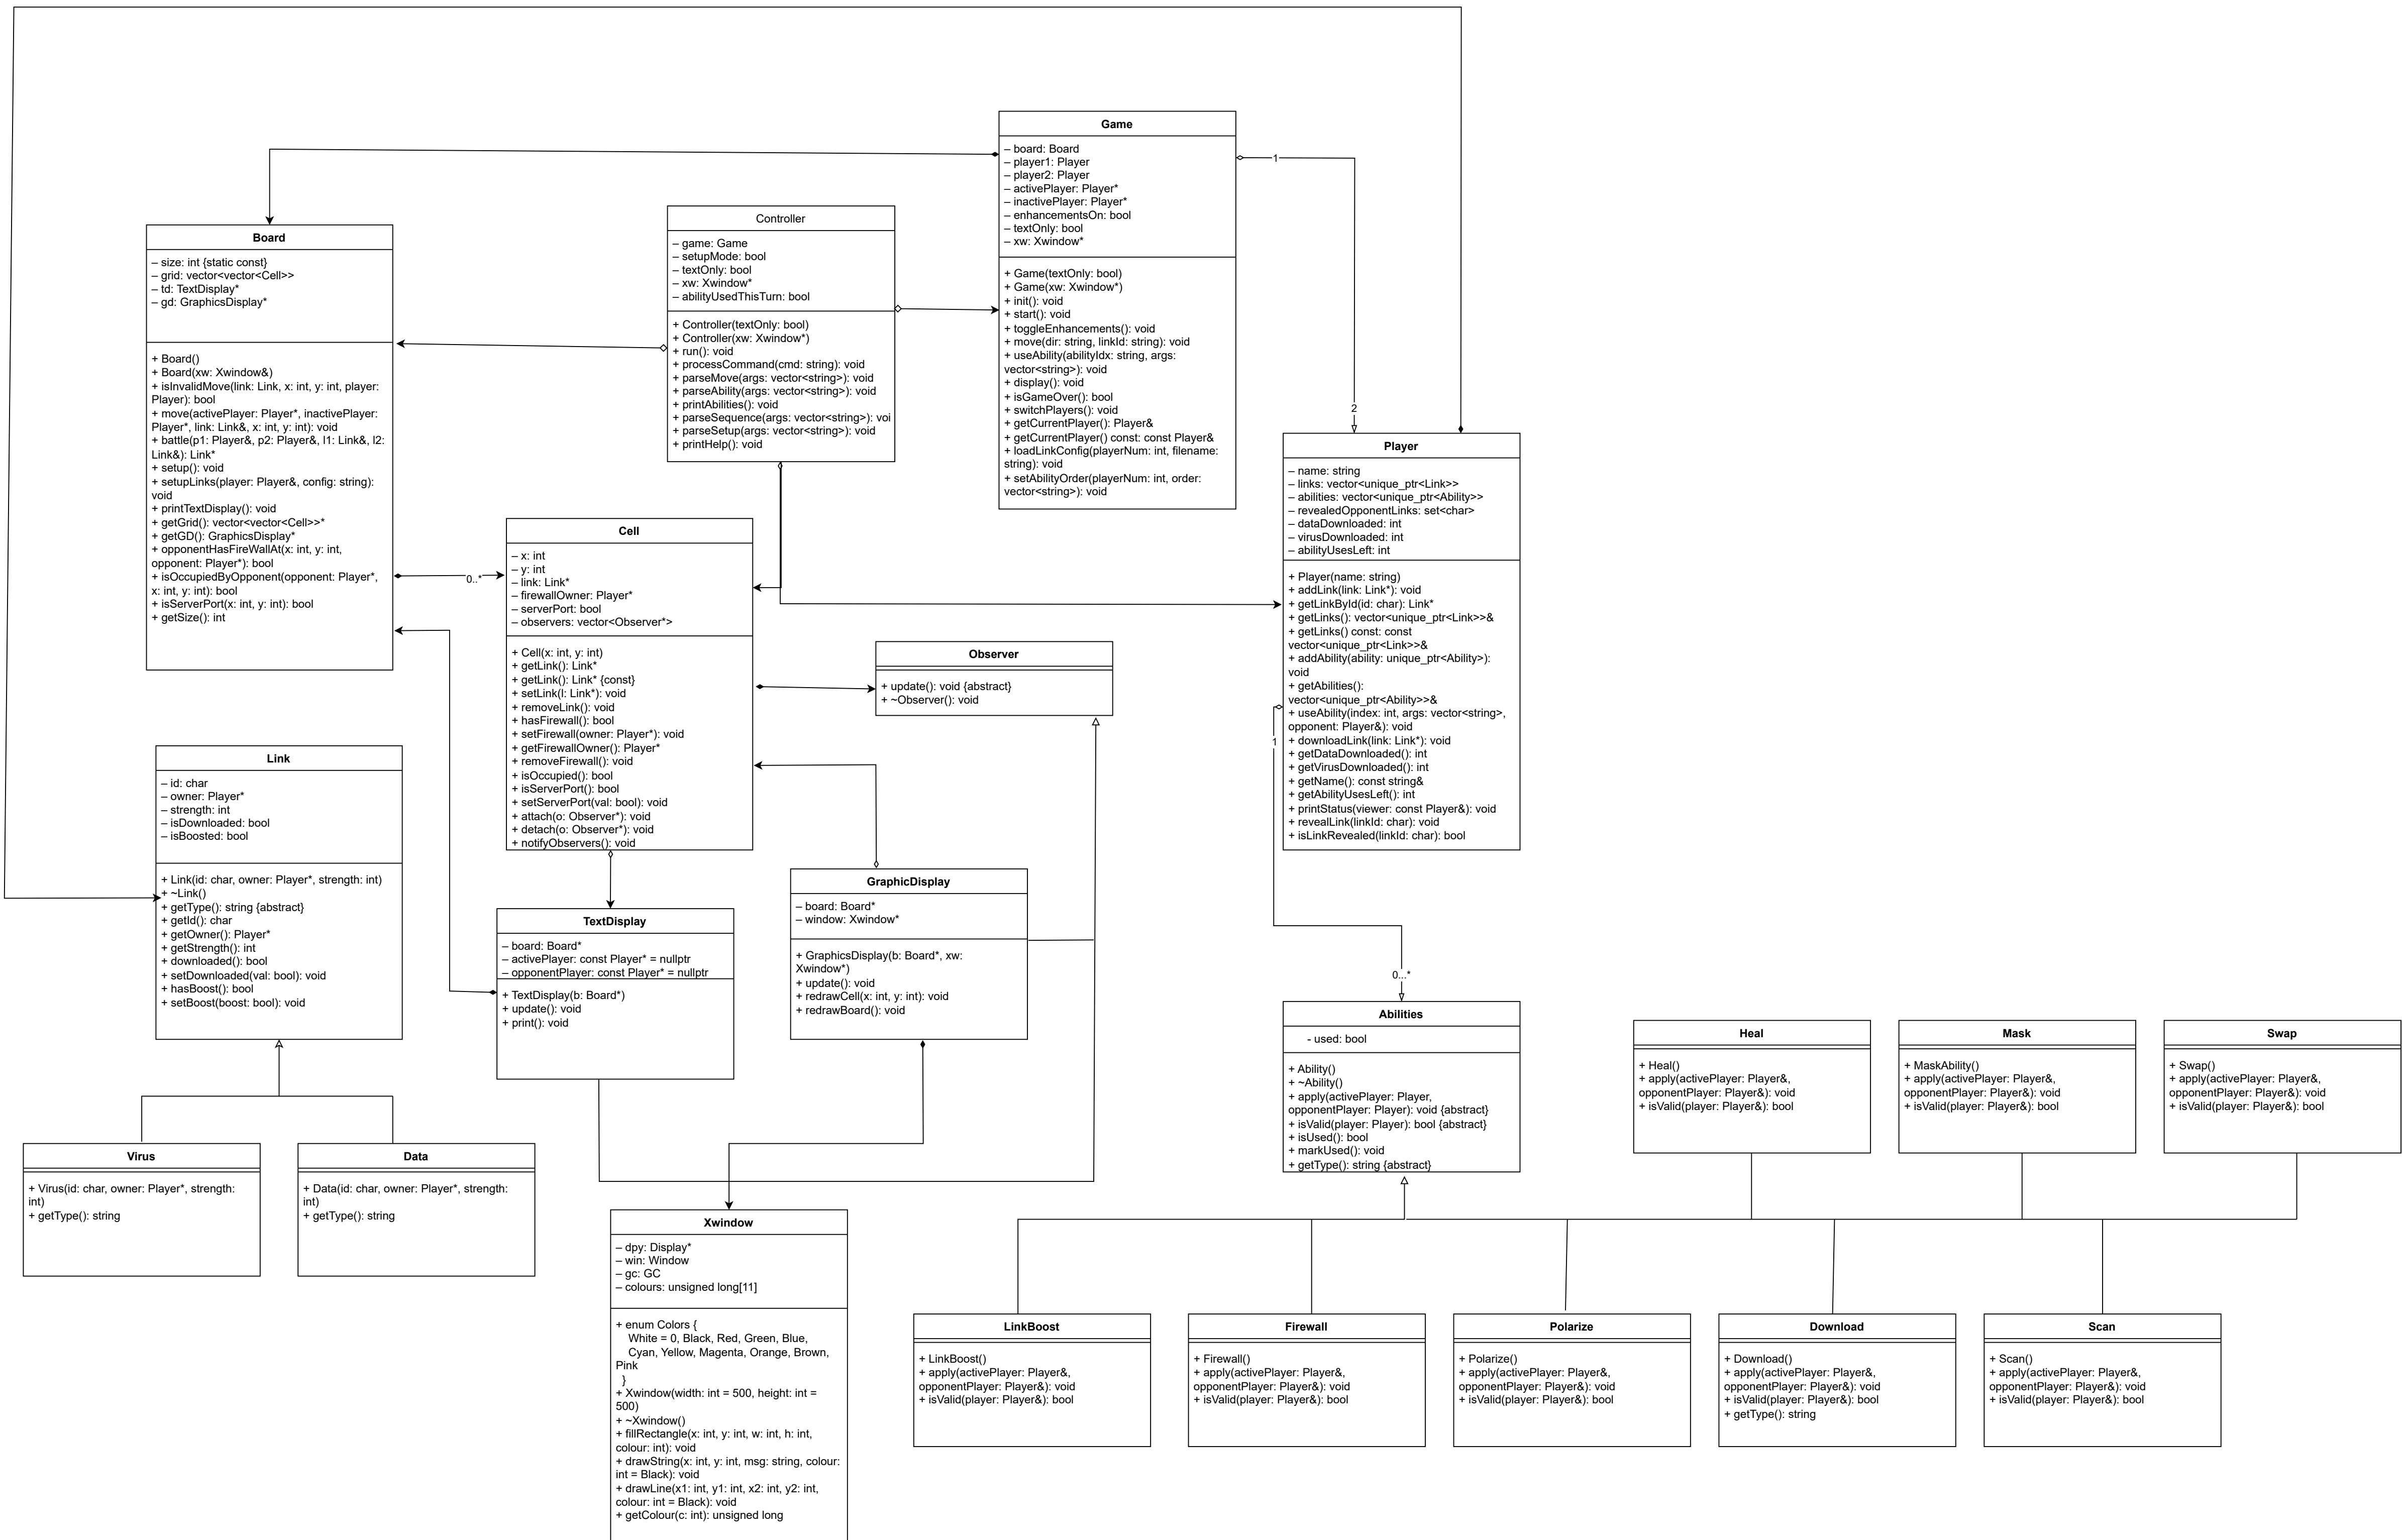 Game
– board: Board
– player1: Player
– player2: Player
– activePlayer: Player*
– inactivePlayer: Player*
– enhancementsOn: bool
– textOnly: bool
– xw: Xwindow*
+ Game(textOnly: bool)
+ Game(xw: Xwindow*)
+ init(): void
+ start(): void
+ toggleEnhancements(): void
+ move(dir: string, linkId: string): void
+ useAbility(abilityIdx: string, args:
vector<string>): void
+ display(): void
+ isGameOver(): bool
+ switchPlayers(): void
+ getCurrentPlayer(): Player&
+ getCurrentPlayer() const: const Player&
+ loadLinkConfig(playerNum: int, filename:
string): void
+ setAbilityOrder(playerNum: int, order:
vector<string>): void
1
2
Controller
– game: Game
– setupMode: bool
– textOnly: bool
– xw: Xwindow*
– abilityUsedThisTurn: bool
+ Controller(textOnly: bool)
+ Controller(xw: Xwindow*)
+ run(): void
+ processCommand(cmd: string): void
+ parseMove(args: vector<string>): void
+ parseAbility(args: vector<string>): void
+ printAbilities(): void
+ parseSequence(args: vector<string>): voi
+ parseSetup(args: vector<string>): void
+ printHelp(): void
Board
– size: int {static const}
– grid: vector<vector<Cell>>
– td: TextDisplay*
– gd: GraphicsDisplay*
+ Board()
+ Board(xw: Xwindow&)
+ isInvalidMove(link: Link, x: int, y: int, player:
Player): bool
+ move(activePlayer: Player*, inactivePlayer:
Player*, link: Link&, x: int, y: int): void
+ battle(p1: Player&, p2: Player&, l1: Link&, l2:
Link&): Link*
+ setup(): void
+ setupLinks(player: Player&, config: string):
void
+ printTextDisplay(): void
+ getGrid(): vector<vector<Cell>>*
+ getGD(): GraphicsDisplay*
+ opponentHasFireWallAt(x: int, y: int,
opponent: Player*): bool
+ isOccupiedByOpponent(opponent: Player*,
x: int, y: int): bool
+ isServerPort(x: int, y: int): bool
+ getSize(): int
0..*
Cell
– x: int
– y: int
– link: Link*
– firewallOwner: Player*
– serverPort: bool
– observers: vector<Observer*>
+ Cell(x: int, y: int)
+ getLink(): Link*
+ getLink(): Link* {const}
+ setLink(l: Link*): void
+ removeLink(): void
+ hasFirewall(): bool
+ setFirewall(owner: Player*): void
+ getFirewallOwner(): Player*
+ removeFirewall(): void
+ isOccupied(): bool
+ isServerPort(): bool
+ setServerPort(val: bool): void
+ attach(o: Observer*): void
+ detach(o: Observer*): void
+ notifyObservers(): void
Observer
+ update(): void {abstract}
+ ~Observer(): void
Player
– name: string
– links: vector<unique_ptr<Link>>
– abilities: vector<unique_ptr<Ability>>
– revealedOpponentLinks: set<char>
– dataDownloaded: int
– virusDownloaded: int
– abilityUsesLeft: int
+ Player(name: string)
+ addLink(link: Link*): void
+ getLinkById(id: char): Link*
+ getLinks(): vector<unique_ptr<Link>>&
+ getLinks() const: const
vector<unique_ptr<Link>>&
+ addAbility(ability: unique_ptr<Ability>):
void
+ getAbilities():
vector<unique_ptr<Ability>>&
+ useAbility(index: int, args: vector<string>,
opponent: Player&): void
+ downloadLink(link: Link*): void
+ getDataDownloaded(): int
+ getVirusDownloaded(): int
+ getName(): const string&
+ getAbilityUsesLeft(): int
+ printStatus(viewer: const Player&): void
+ revealLink(linkId: char): void
+ isLinkRevealed(linkId: char): bool
1
0...*
Link
– id: char
– owner: Player*
– strength: int
– isDownloaded: bool
– isBoosted: bool
+ Link(id: char, owner: Player*, strength: int)
+ ~Link()
+ getType(): string {abstract}
+ getId(): char
+ getOwner(): Player*
+ getStrength(): int
+ downloaded(): bool
+ setDownloaded(val: bool): void
+ hasBoost(): bool
+ setBoost(boost: bool): void
TextDisplay
– board: Board*
– activePlayer: const Player* = nullptr
– opponentPlayer: const Player* = nullptr
+ TextDisplay(b: Board*)
+ update(): void
+ print(): void
GraphicDisplay
– board: Board*
– window: Xwindow*
+ GraphicsDisplay(b: Board*, xw:
Xwindow*)
+ update(): void
+ redrawCell(x: int, y: int): void
+ redrawBoard(): void
Abilities
- used: bool
+ Ability()
+ ~Ability()
+ apply(activePlayer: Player,
opponentPlayer: Player): void {abstract}
+ isValid(player: Player): bool {abstract}
+ isUsed(): bool
+ markUsed(): void
+ getType(): string {abstract}
Heal
+ Heal()
+ apply(activePlayer: Player&,
opponentPlayer: Player&): void
+ isValid(player: Player&): bool
Mask
+ MaskAbility()
+ apply(activePlayer: Player&,
opponentPlayer: Player&): void
+ isValid(player: Player&): bool
Swap
+ Swap()
+ apply(activePlayer: Player&,
opponentPlayer: Player&): void
+ isValid(player: Player&): bool
Virus
+ Virus(id: char, owner: Player*, strength:
int)
+ getType(): string
Data
+ Data(id: char, owner: Player*, strength:
int)
+ getType(): string
Xwindow
– dpy: Display*
– win: Window
– gc: GC
– colours: unsigned long[11]
+ enum Colors {
White = 0, Black, Red, Green, Blue,
Cyan, Yellow, Magenta, Orange, Brown,
Pink
}
+ Xwindow(width: int = 500, height: int =
500)
+ ~Xwindow()
+ fillRectangle(x: int, y: int, w: int, h: int,
colour: int): void
+ drawString(x: int, y: int, msg: string, colour:
int = Black): void
+ drawLine(x1: int, y1: int, x2: int, y2: int,
colour: int = Black): void
+ getColour(c: int): unsigned long
LinkBoost
+ LinkBoost()
+ apply(activePlayer: Player&,
opponentPlayer: Player&): void
+ isValid(player: Player&): bool
Firewall
+ Firewall()
+ apply(activePlayer: Player&,
opponentPlayer: Player&): void
+ isValid(player: Player&): bool
Polarize
+ Polarize()
+ apply(activePlayer: Player&,
opponentPlayer: Player&): void
+ isValid(player: Player&): bool
Download
+ Download()
+ apply(activePlayer: Player&,
opponentPlayer: Player&): void
+ isValid(player: Player&): bool
+ getType(): string
Scan
+ Scan()
+ apply(activePlayer: Player&,
opponentPlayer: Player&): void
+ isValid(player: Player&): bool